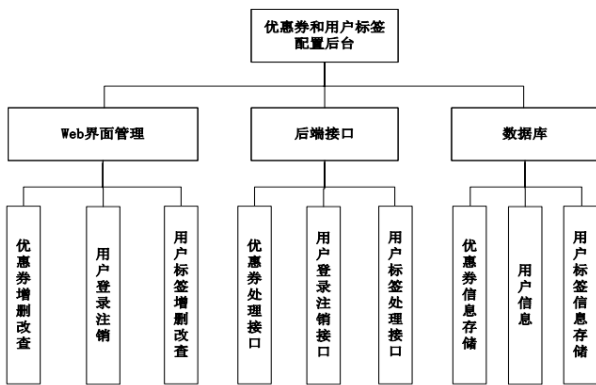 优惠券和用户标签
配置后台
Web界面管理
后端接口
数据库
优惠券增删改查
用户登录注销
用户标签增删改查
优惠券处理接口
用户登录注销接口
用户标签处理接口
优惠券信息存储
用户信息
用户标签信息存储